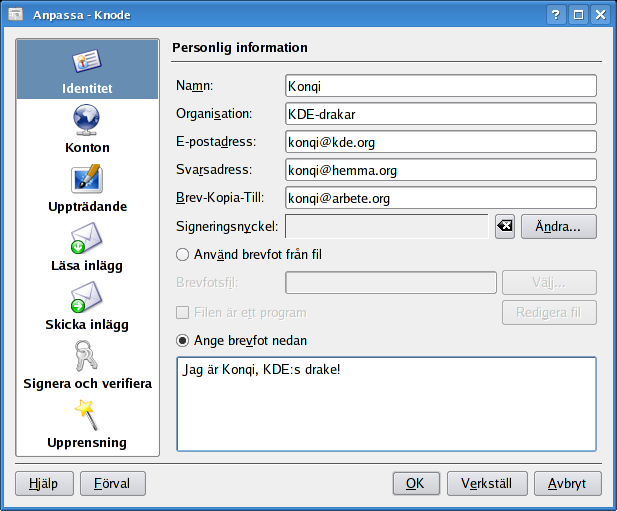 Anpassa - Knode
Identitet
Konton
Uppträdande
Läsa inlägg
Skicka inlägg
Signera och verifiera
Upprensning
Personlig information
Namn: Konqi
Organisation: KDE-drakar
E-postadress: konqi@kde.org
Svarsadress: konqi@hemma.org
Brev-Kopia-Till: konqi@arbete.org
Signeringsnyckel: Ändra...
Använd brevfot från fil
Brevfotsfil: Välj...
Filen är ett program Redigera fil
Ange brevfot nedan
Jag är Konqi, KDE:s drake!
Hjälp Förval OK Verkställ Avbryt